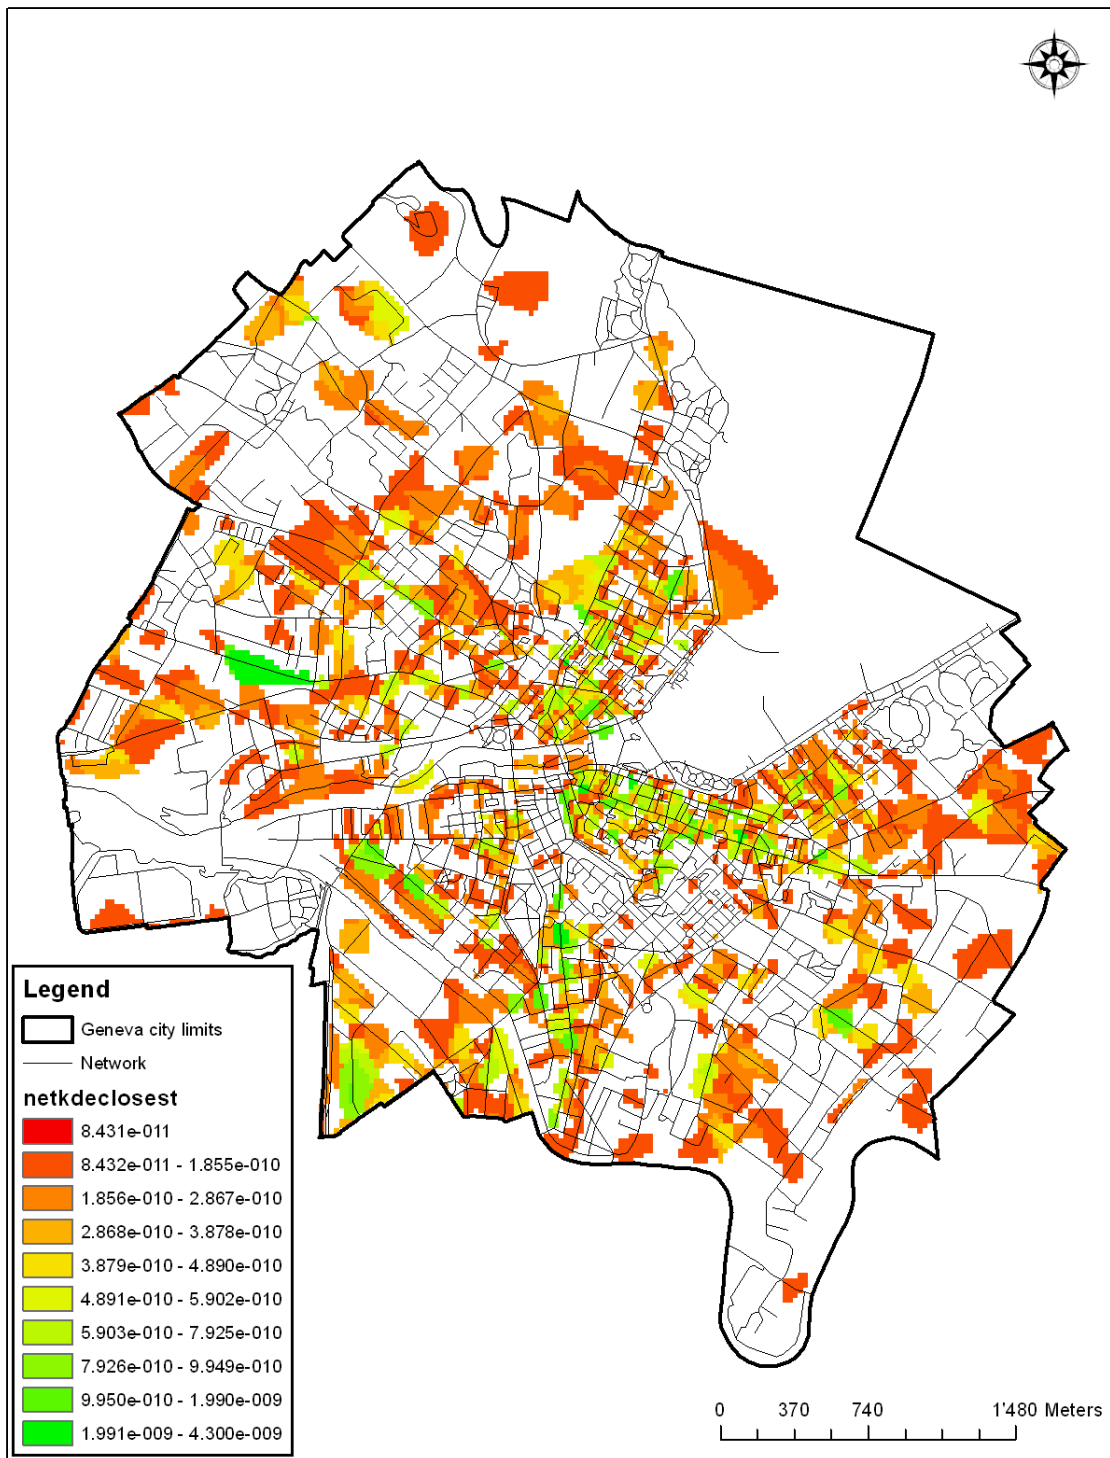 Legend
Geneva city limits
Network
netkdeclosest
8.431e-011
8.432e-011 - 1.855e-010
1.856e-010 - 2.867e-010
2.868e-010 - 3.878e-010
3.879e-010 - 4.890e-010
4.891e-010 - 5.902e-010
5.903e-010 - 7.925e-010
7.926e-010 - 9.949e-010
9.950e-010 - 1.990e-009
1.991e-009 - 4.300e-009
0 370 740 1'480 Meters